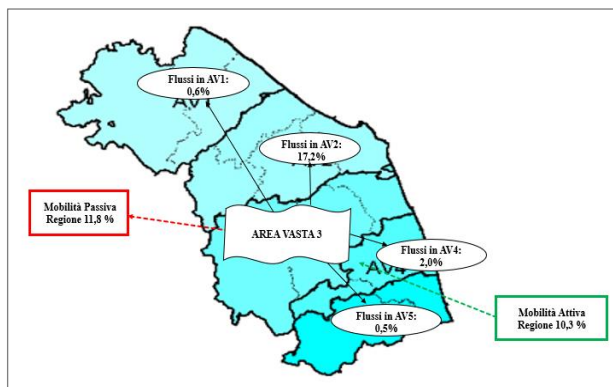 Flussi in AV1:
0,6%
AV
Flussi in AV2:
17,2%
Mobilità Passiva
Regione 11,8 %
AREA VASTA 3
Flussi in AV4:
2,0%
AV4
Flussi in AV5:
0,5%
Mobilità Attiva
Regione 10,3 %